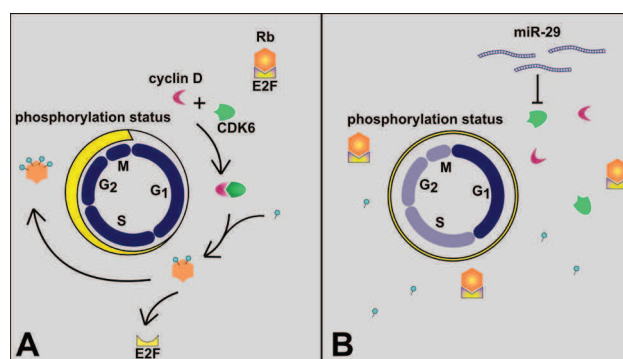 Rb
E2F
cyclin D
+
CDK6
phosphorylation status
M
G2
G1
S
E2F
A
miR-29
phosphorylation status
M
G2
G1
S
B